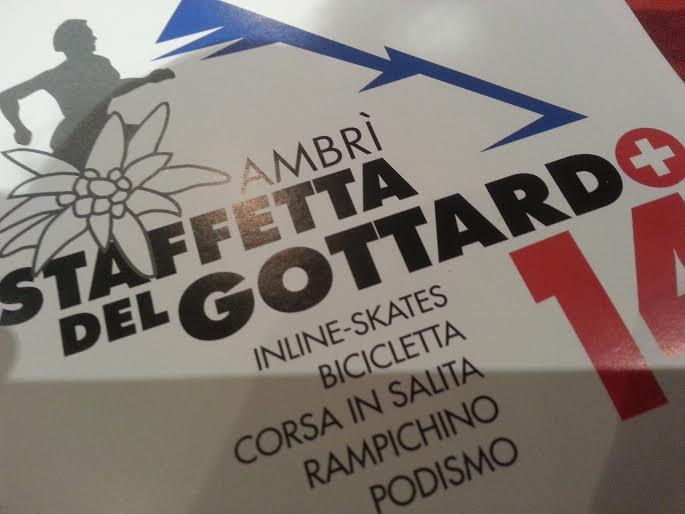 AMBRÌ
STAFFETTA
DEL GOTTARDO
14
INLINE-SKATES
BICICLETTA
CORSA IN SALITA
RAMPICHINO
PODISMO